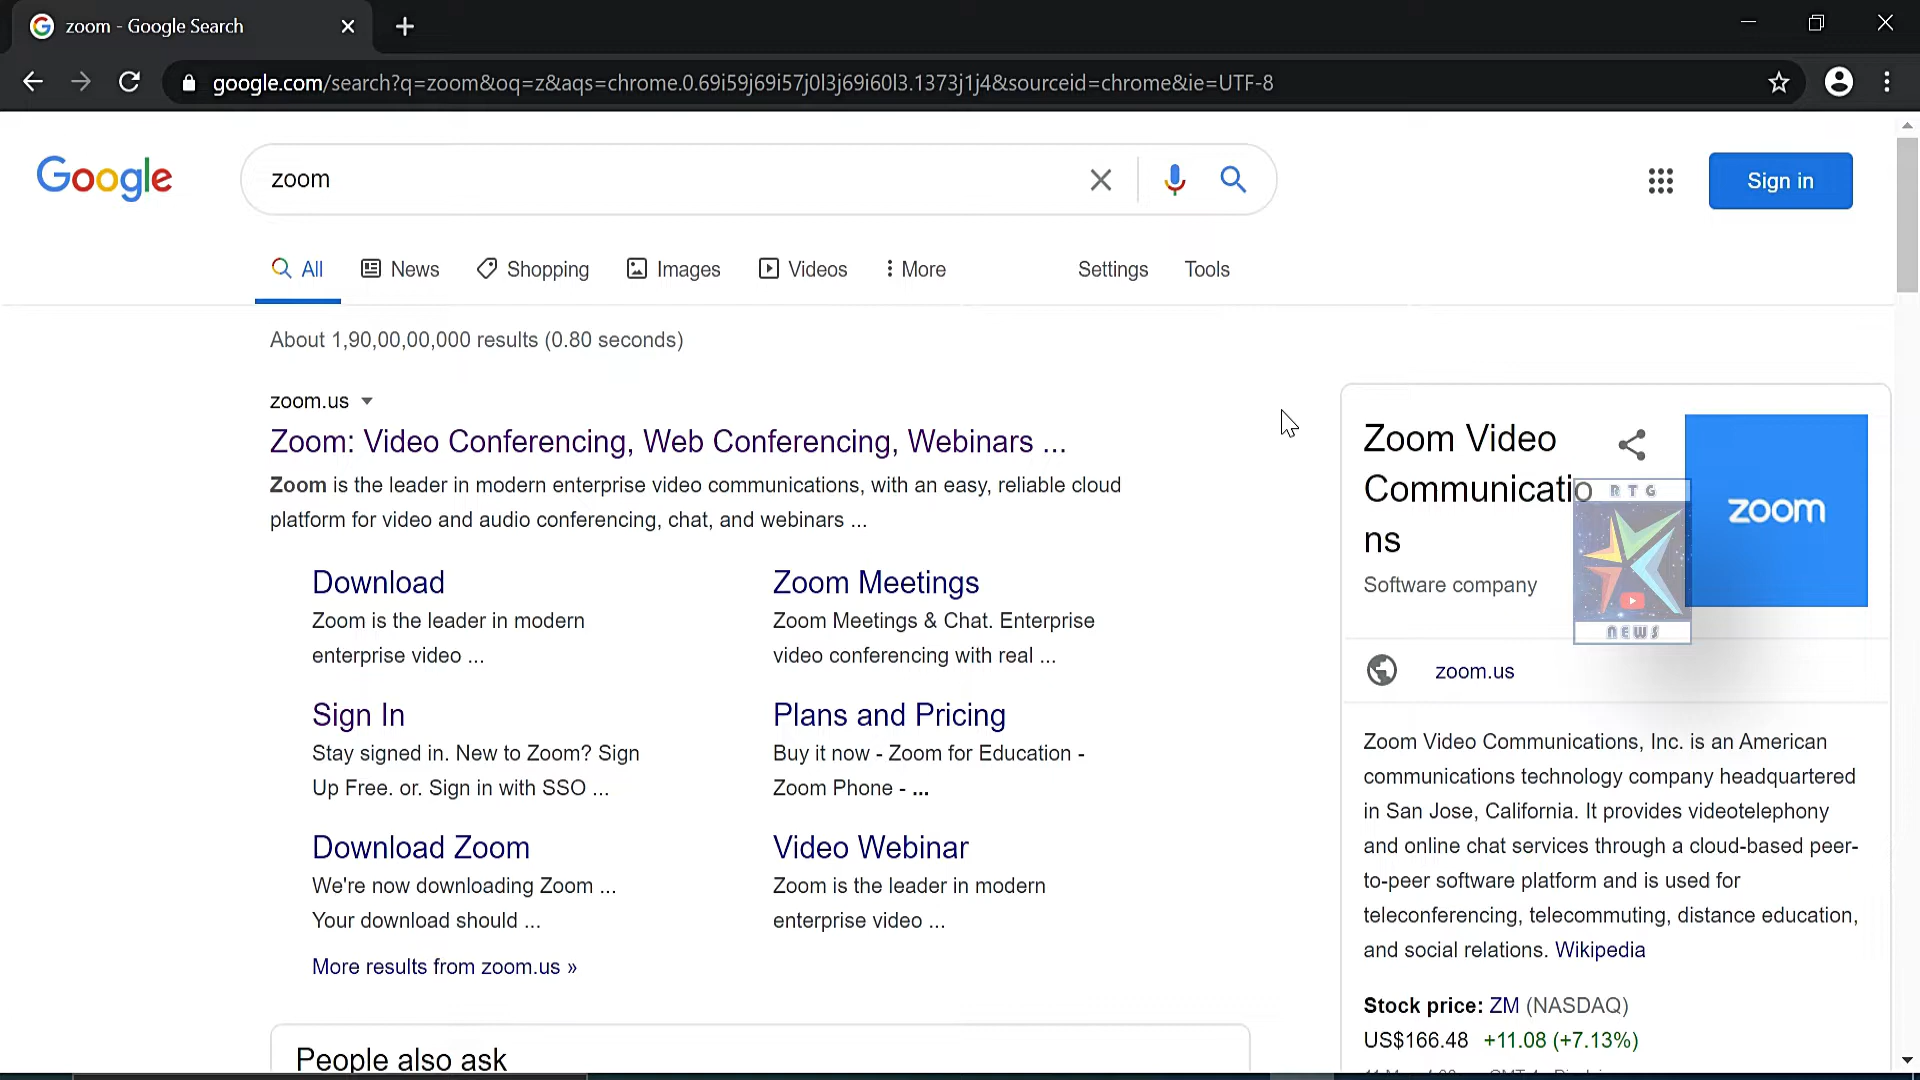 zoom - Google Search
google.com/search?q=zoom&oq=z&aqs=chrome.0.69i59j69i57j0l3j69i60l3.1373j1j4&sourceid=chrome&ie=UTF-8
Google
zoom
Sign in
All
News
Shopping
Images
Videos
More
Settings
Tools
About 1,90,00,00,000 results (0.80 seconds)
zoom.us
Zoom: Video Conferencing, Web Conferencing, Webinars ...
Zoom is the leader in modern enterprise video communications, with an easy, reliable cloud
platform for video and audio conferencing, chat, and webinars ...
Download
Zoom is the leader in modern
enterprise video ...
Zoom Meetings
Zoom Meetings & Chat. Enterprise
video conferencing with real ...
Sign In
Stay signed in. New to Zoom? Sign
Up Free. or. Sign in with SSO ...
Plans and Pricing
Buy it now - Zoom for Education -
Zoom Phone - ...
Download Zoom
We're now downloading Zoom ...
Your download should ...
Video Webinar
Zoom is the leader in modern
enterprise video ...
More results from zoom.us »
People also ask
Zoom Video
Communicatio
ns
Software company
RTG
NEWS
zoom
zoom.us
Zoom Video Communications, Inc. is an American
communications technology company headquartered
in San Jose, California. It provides videotelephony
and online chat services through a cloud-based peer-
to-peer software platform and is used for
teleconferencing, telecommuting, distance education,
and social relations. Wikipedia
Stock price: ZM (NASDAQ)
US$166.48 +11.08 (+7.13%)